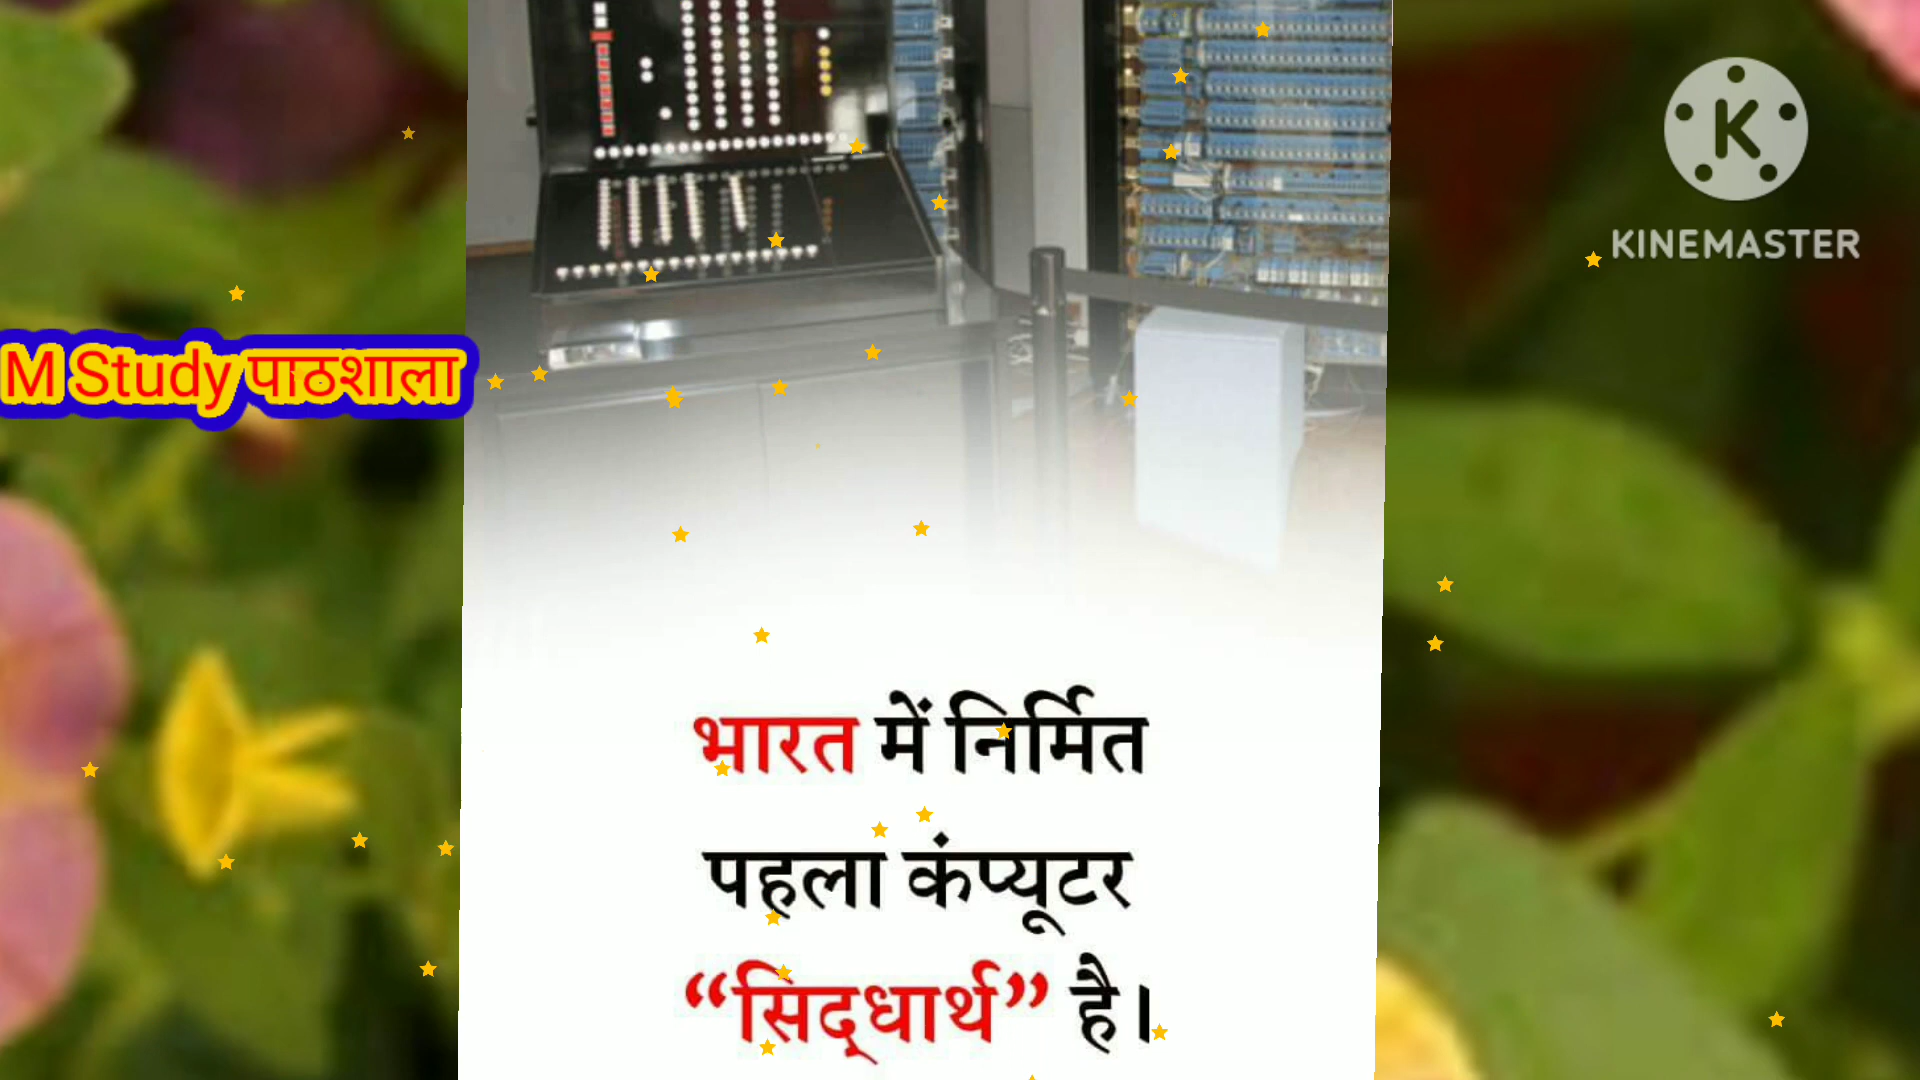 M Study पाठशाला
KINEMASTER
भारत में निर्मित
पहला कंप्यूटर
“सिद्धार्थ” है।